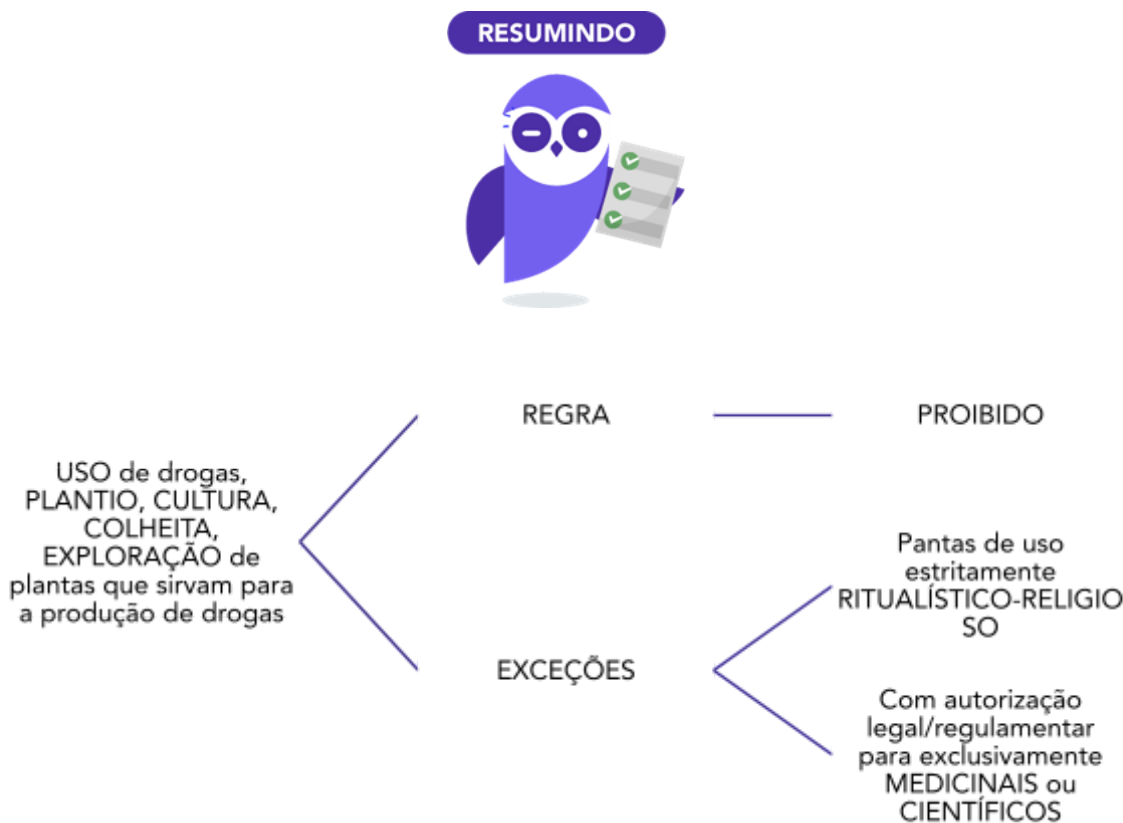 RESUMINDO
REGRA
PROIBIDO
USO de drogas,
PLANTIO, CULTURA,
COLHEITA,
EXPLORAÇÃO de
plantas que sirvam para
a produção de drogas
EXCEÇÕES
Pantas de uso
estritamente
RITUALÍSTICO-RELIGIO
SO
Com autorização
legal/regulamentar
para exclusivamente
MEDICINAIS ou
CIENTÍFICOS